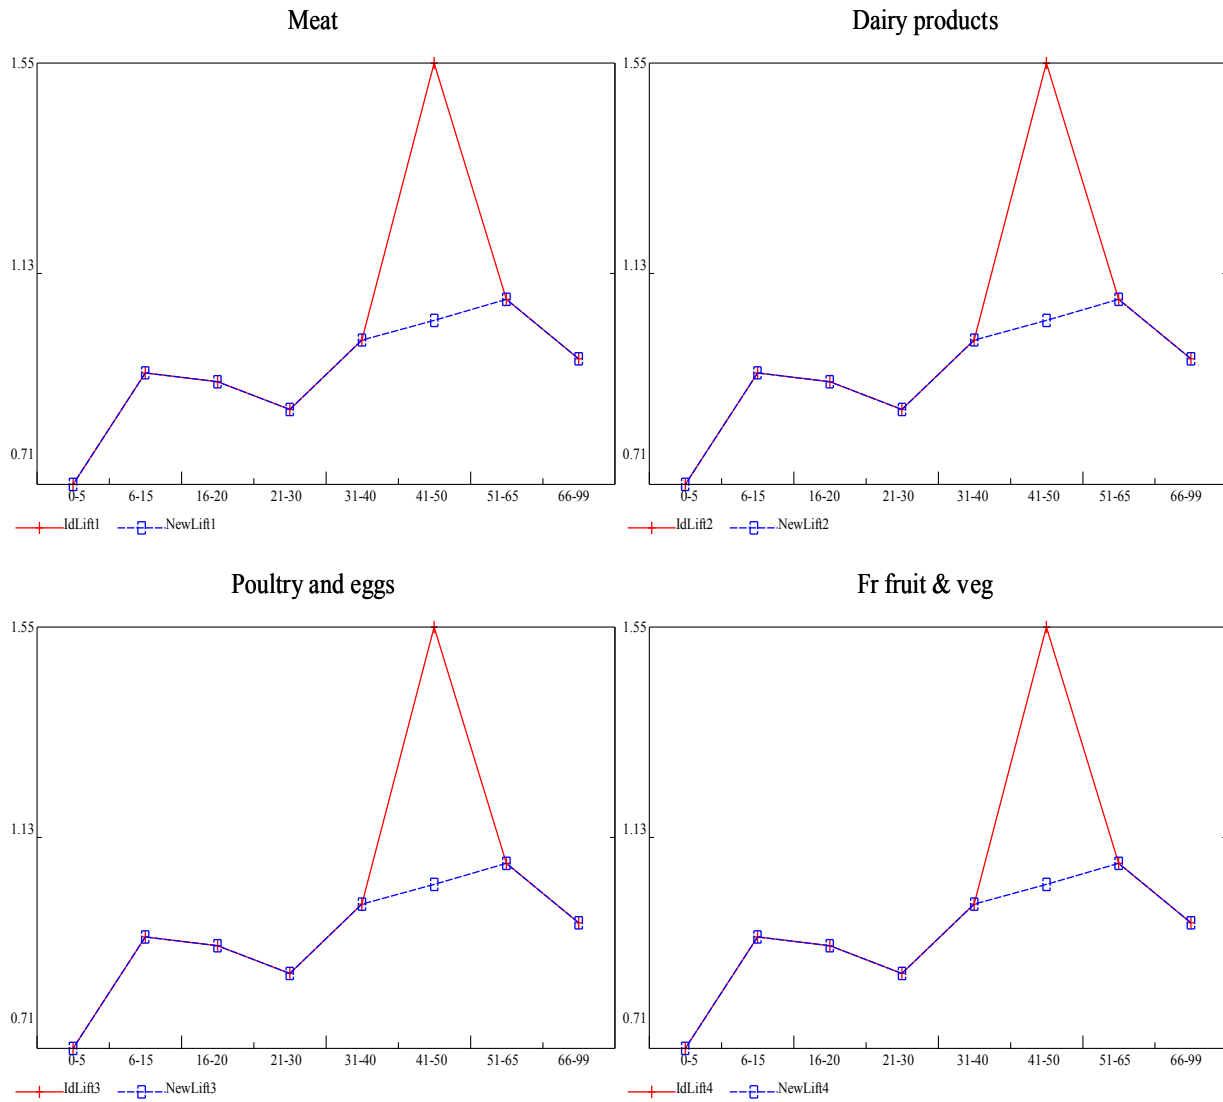 Meat
Dairy products
1.55
1.13
0.71
0-5 6-15 16-20 21-30 31-40 41-50 51-65 66-99
IdLift1 NewLift1
1.55
1.13
0.71
0-5 6-15 16-20 21-30 31-40 41-50 51-65 66-99
IdLift2 NewLift2
Poultry and eggs
Fr fruit & veg
1.55
1.13
0.71
0-5 6-15 16-20 21-30 31-40 41-50 51-65 66-99
IdLift3 NewLift3
1.55
1.13
0.71
0-5 6-15 16-20 21-30 31-40 41-50 51-65 66-99
IdLift4 NewLift4